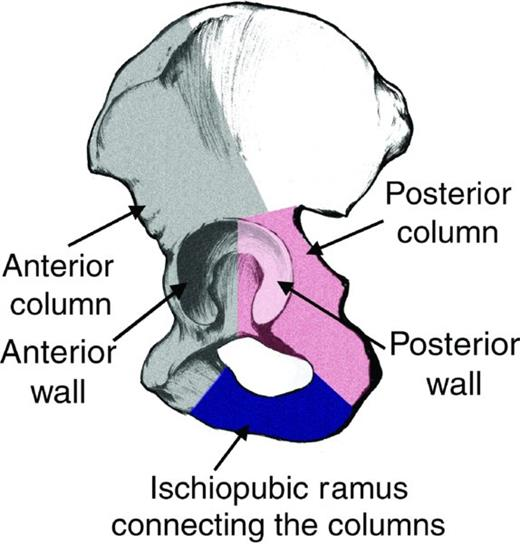 Posterior
column
Anterior
column
Anterior
wall
Posterior
wall
Ischiopubic ramus
connecting the columns